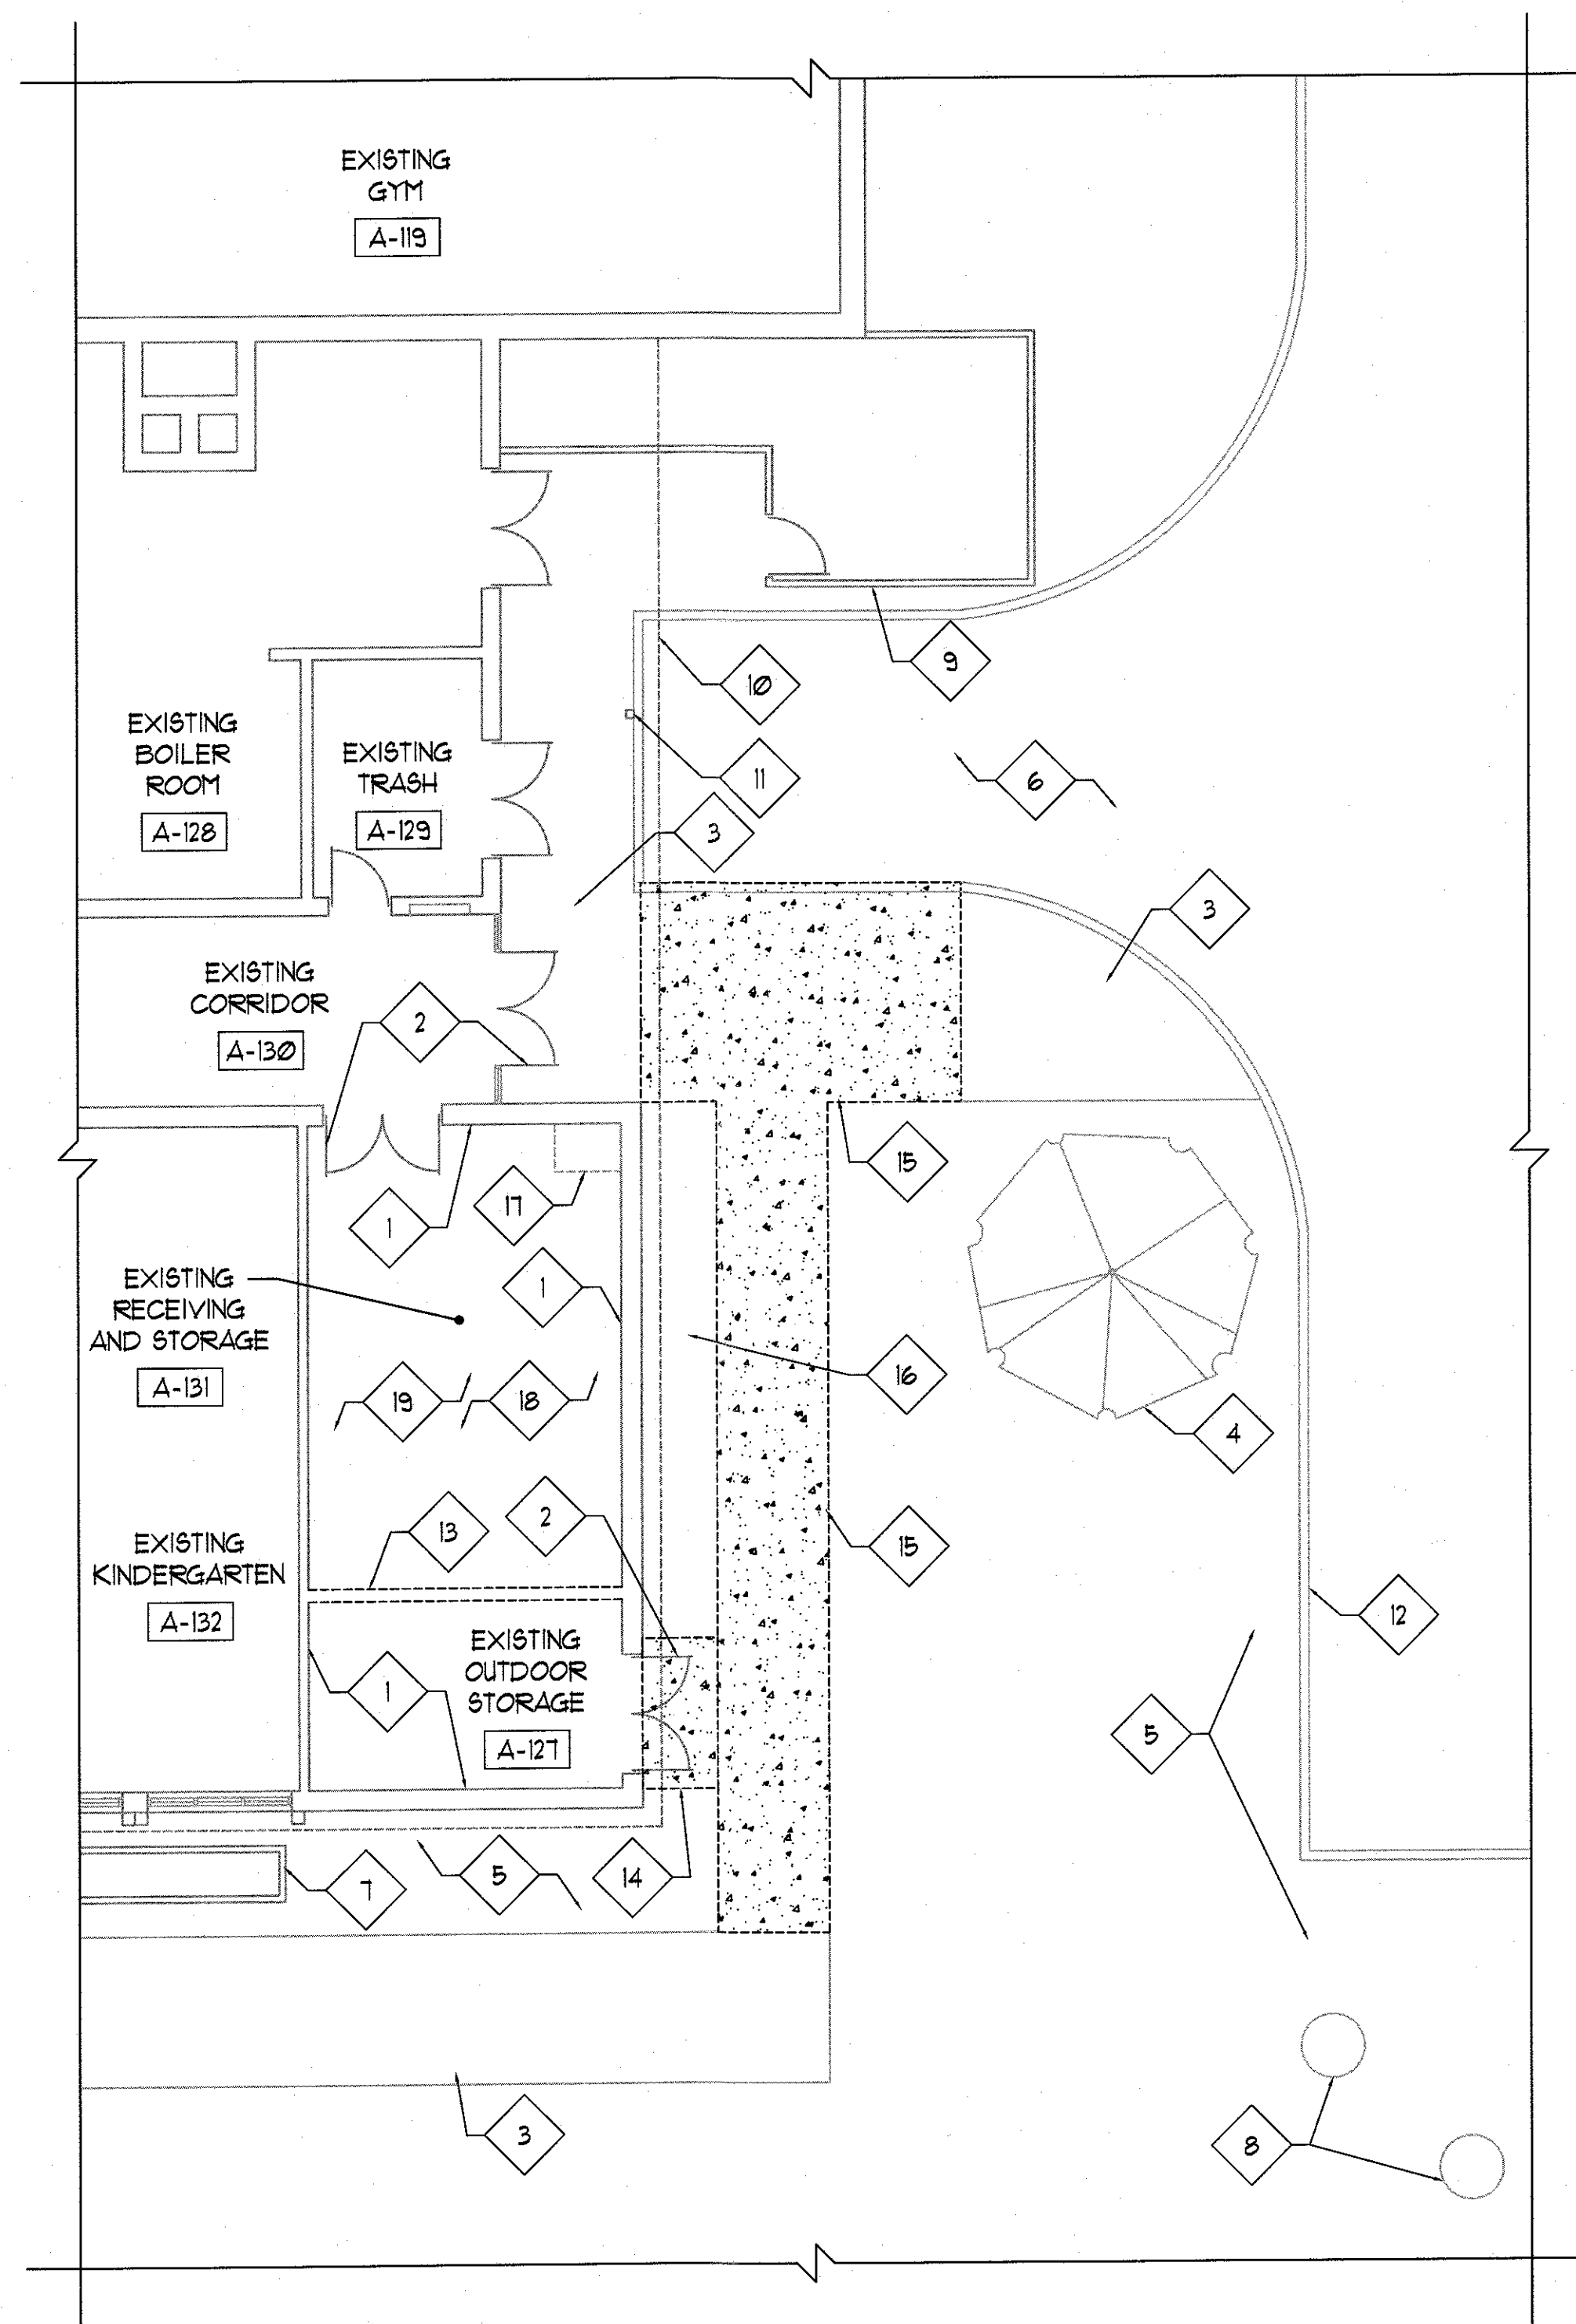 EXISTING
GYM
A-119
10
9
11
6
3
3
EXISTING
BOILER
ROOM
A-128
EXISTING
TRASH
A-129
EXISTING
CORRIDOR
A-130
2
15
17
1
1
EXISTING
RECEIVING
AND STORAGE
A-131
16
19
18
4
13
2
15
EXISTING
KINDERGARTEN
A-132
12
EXISTING
OUTDOOR
STORAGE
A-127
1
5
7
5
14
3
8